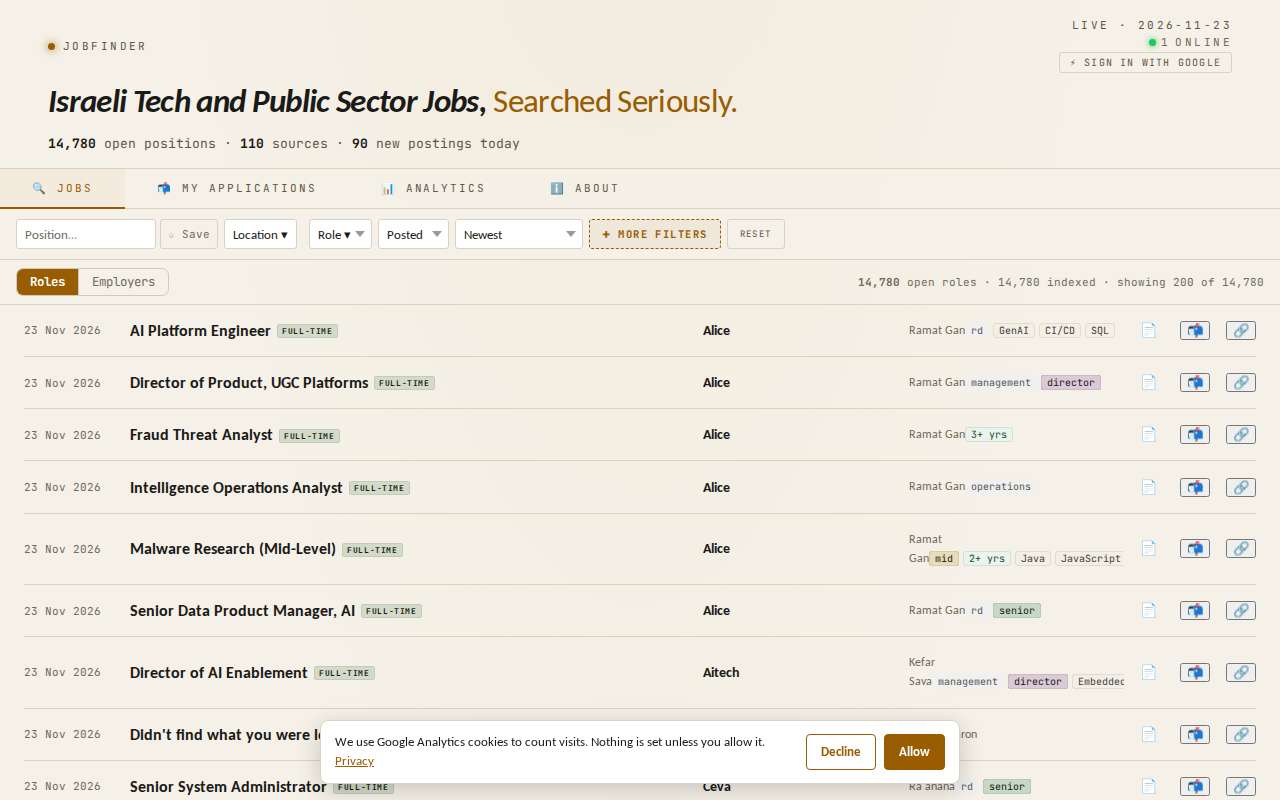 JOBFINDER
LIVE · 2026-11-23
1 ONLINE
⚡ SIGN IN WITH GOOGLE
Israeli Tech and Public Sector Jobs, Searched Seriously.
14,780 open positions · 110 sources · 90 new postings today
JOBS MY APPLICATIONS ANALYTICS ABOUT
Position... Save Location ▾ Role ▾ Posted Newest + MORE FILTERS RESET
Roles Employers 14,780 open roles · 14,780 indexed · showing 200 of 14,780
23 Nov 2026 AI Platform Engineer FULL-TIME Alice Ramat Gan rd GenAI CI/CD SQL
23 Nov 2026 Director of Product, UGC Platforms FULL-TIME Alice Ramat Gan management director
23 Nov 2026 Fraud Threat Analyst FULL-TIME Alice Ramat Gan 3+ yrs
23 Nov 2026 Intelligence Operations Analyst FULL-TIME Alice Ramat Gan operations
23 Nov 2026 Malware Research (Mid-Level) FULL-TIME Alice Ramat
Gan mid 2+ yrs Java JavaScript
23 Nov 2026 Senior Data Product Manager, AI FULL-TIME Alice Ramat Gan rd senior
23 Nov 2026 Director of AI Enablement FULL-TIME Aitech Kefar
Sava management director Embedded
23 Nov 2026 Didn't find what you were
We use Google Analytics cookies to count visits. Nothing is set unless you allow it.
Privacy
Decline Allow
23 Nov 2026 Senior System Administrator FULL-TIME Ceva rd senior